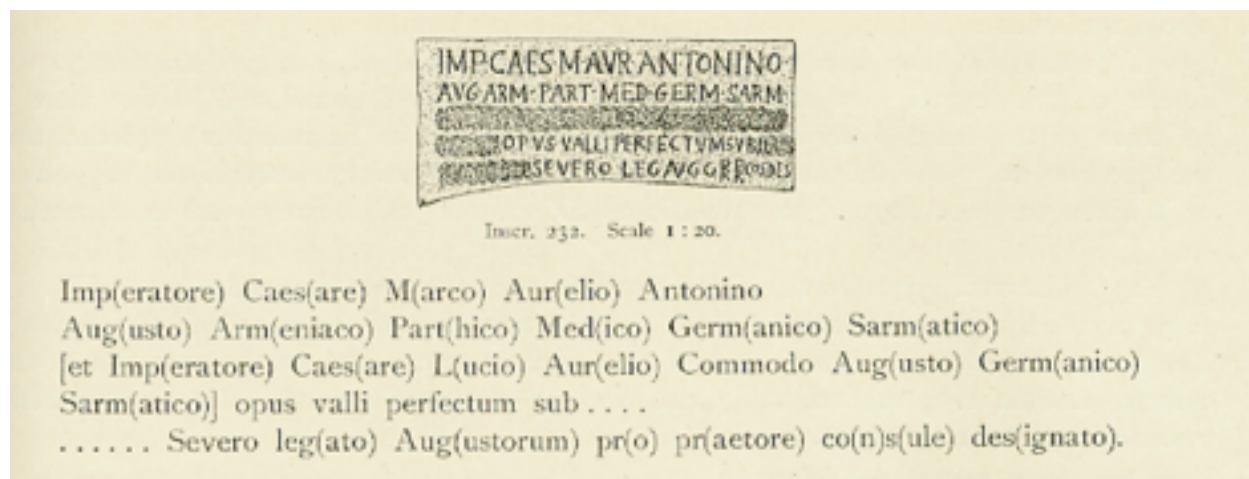 IMP·CAES M·AVR ANTONINO·
AVG ARM·PART·MED·GERM·SARM·
OPVS VALLI PERFECTVM SVB
SEVERO LEG AVGG PR PR COS DES
Inscr. 232. Scale 1 : 20.
Imp(eratore) Caes(are) M(arco) Aur(elio) Antonino
Aug(usto) Arm(eniaco) Part(hico) Med(ico) Germ(anico) Sarm(atico)
[et Imp(eratore) Caes(are) L(ucio) Aur(elio) Commodo Aug(usto) Germ(anico)
Sarm(atico)] opus valli perfectum sub . . . .
. . . . . . Severo leg(ato) Aug(ustorum) pr(o) pr(aetore) co(n)s(ule) des(ignato).